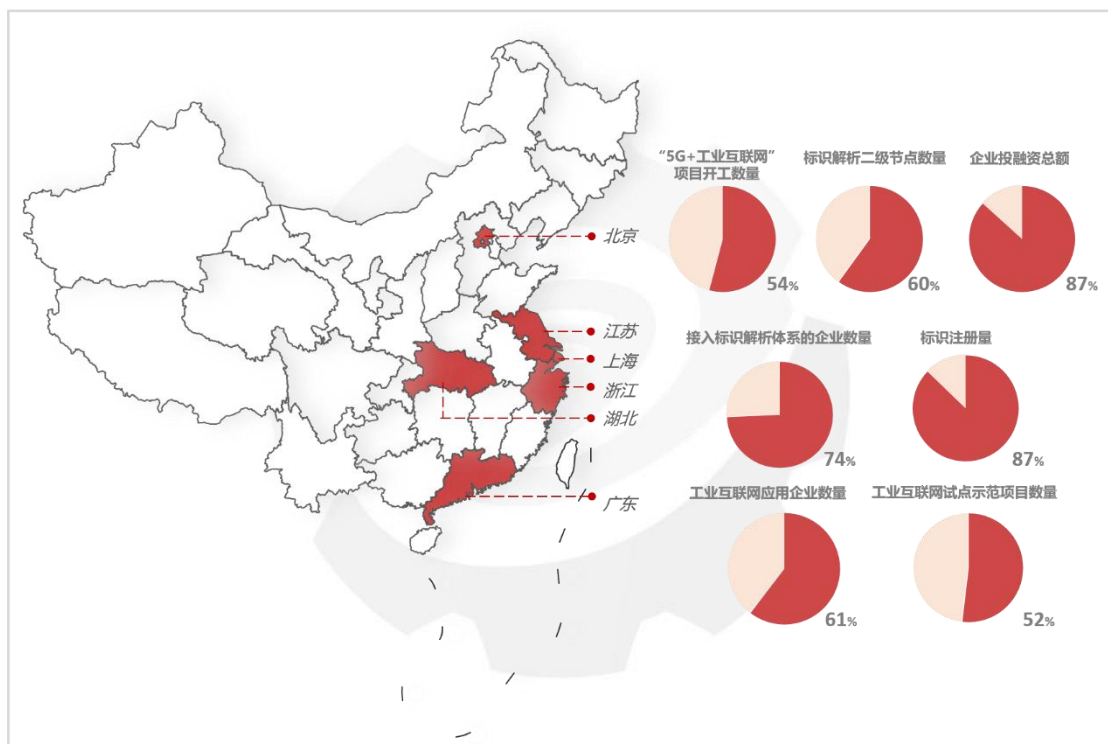 “5G+工业互联网”
项目开工数量
标识解析二级节点数量
企业投融资总额
54%
60%
87%
北京
江苏
上海
浙江
湖北
广东
接入标识解析体系的企业数量
标识注册量
74%
87%
工业互联网应用企业数量
工业互联网试点示范项目数量
61%
52%